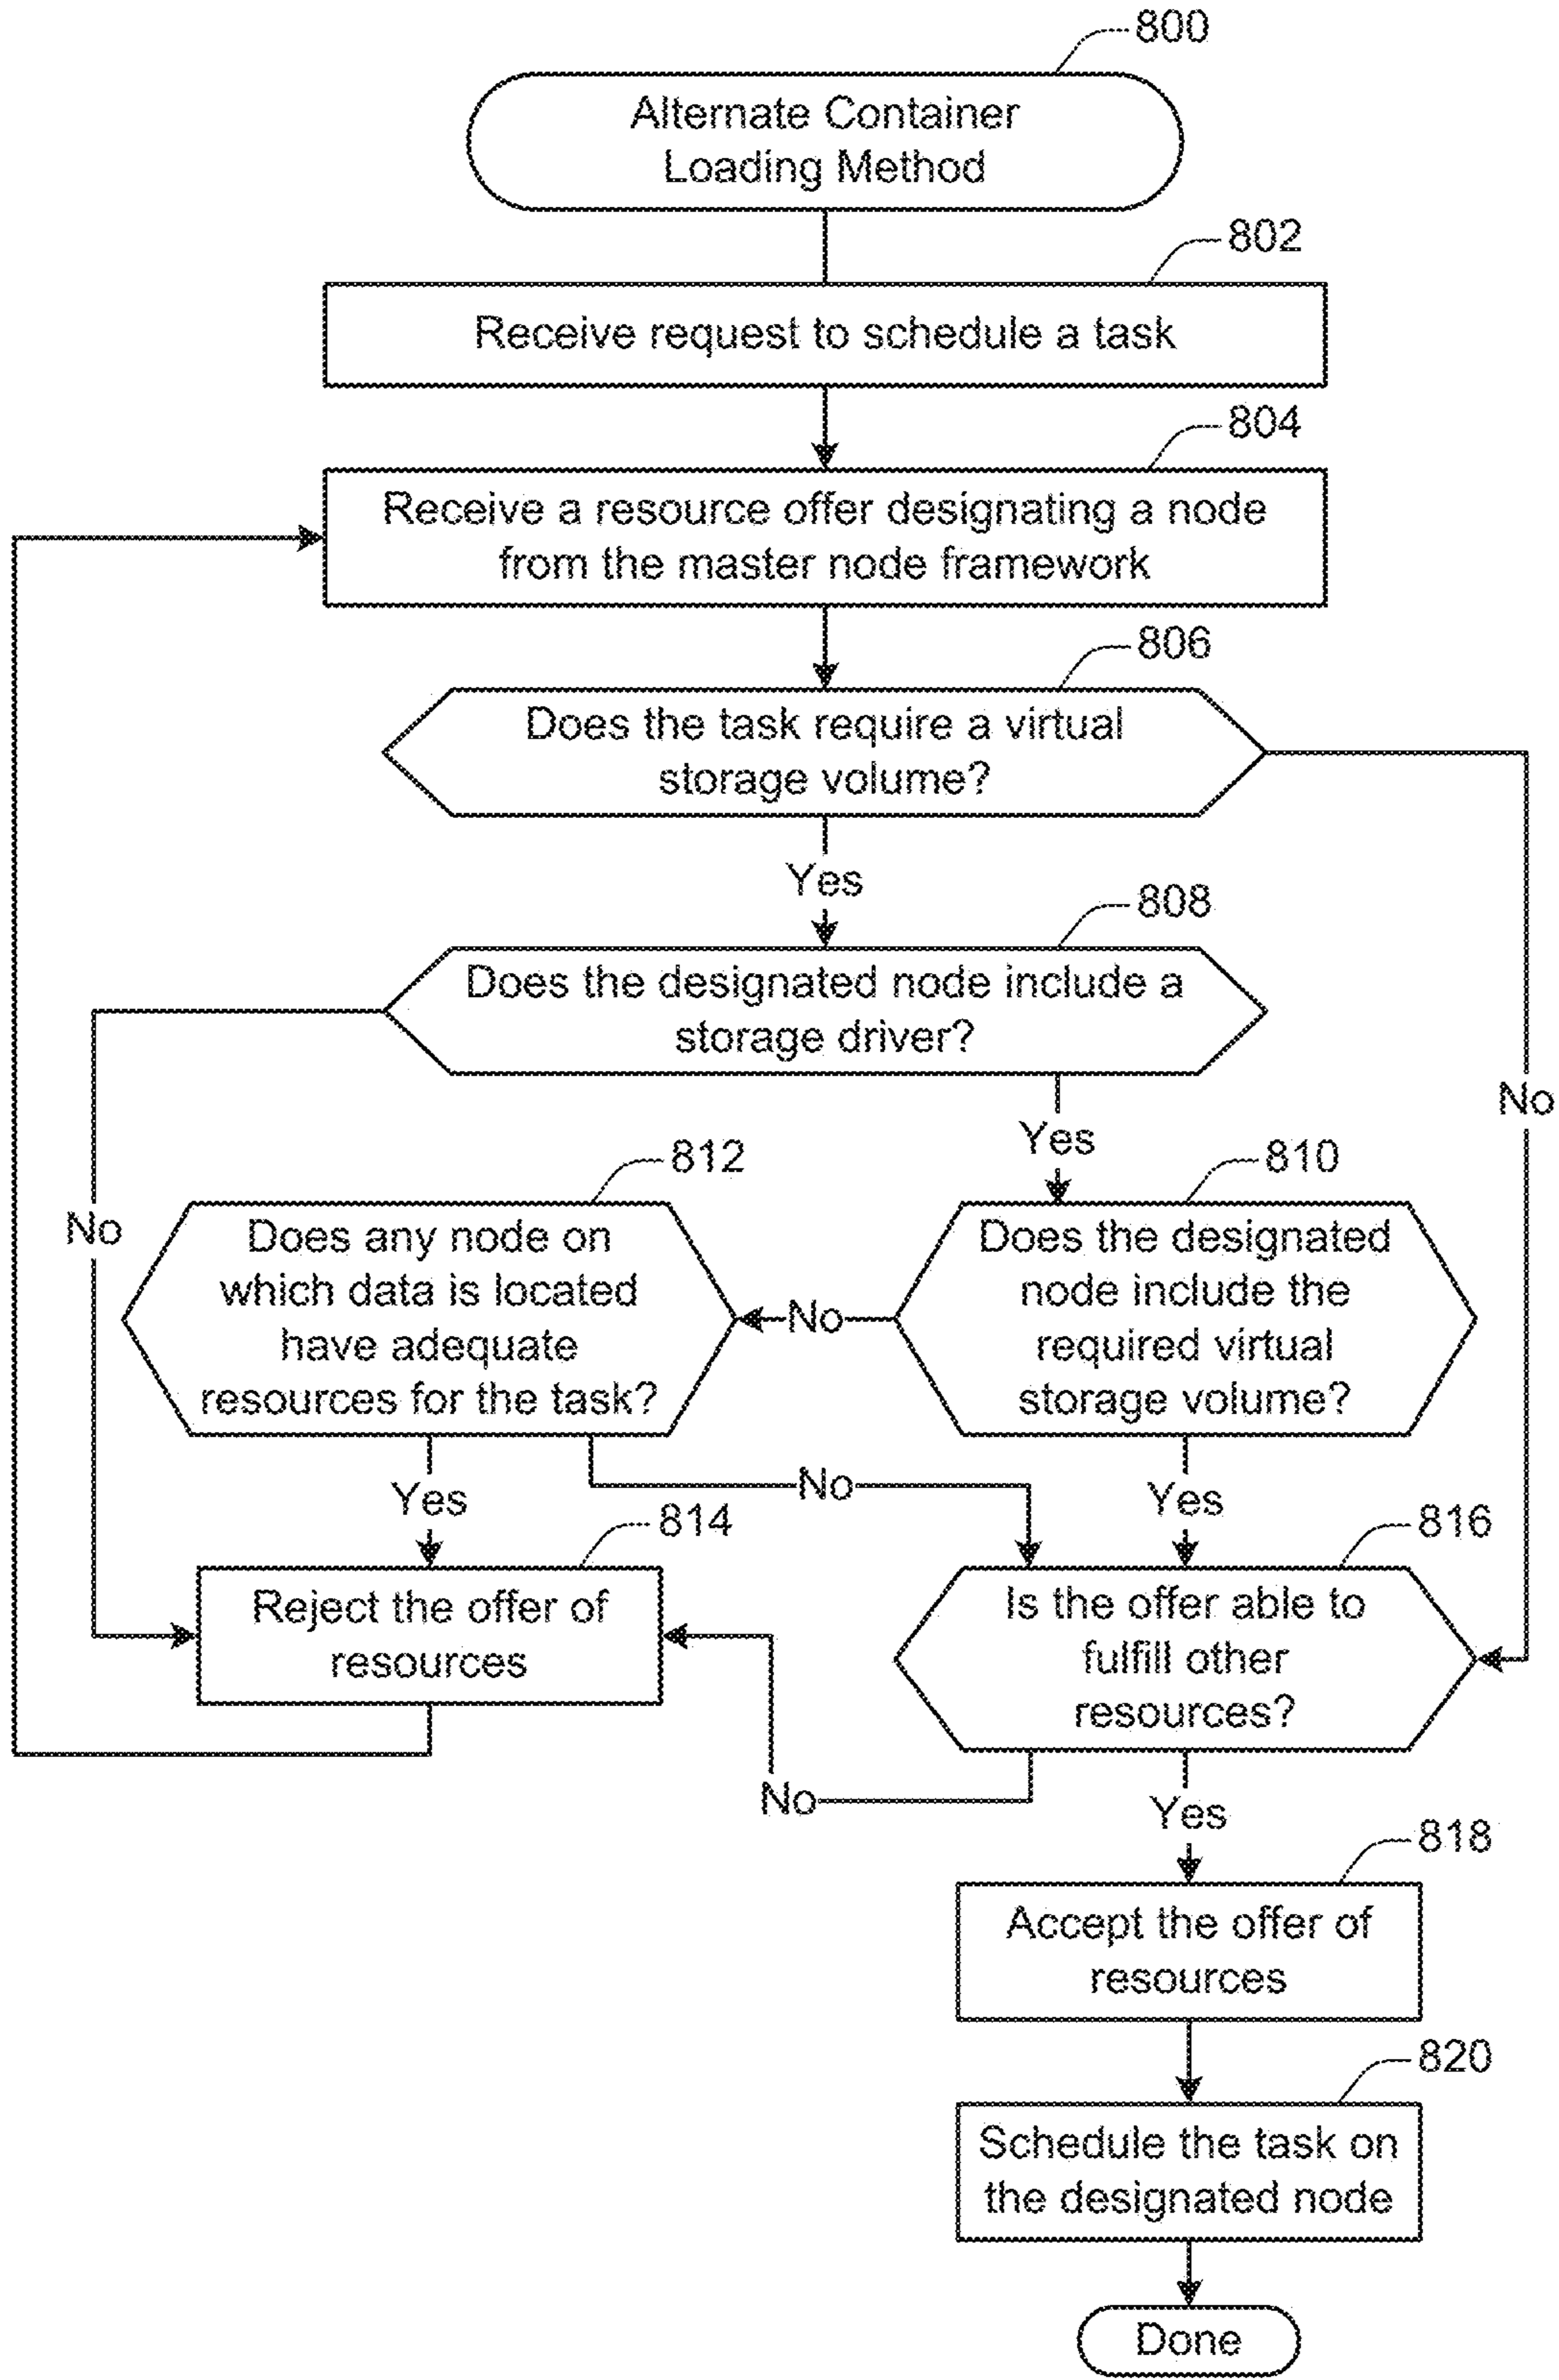 800
Alternate Container
Loading Method
802
Receive request to schedule a task
804
Receive a resource offer designating a node
from the master node framework
806
Does the task require a virtual
storage volume?
Yes
808
Does the designated node include a
storage driver?
No
Yes
812
810
No
Does any node on
which data is located
have adequate
resources for the task?
No
Does the designated
node include the
required virtual
storage volume?
Yes
No
Yes
814
816
Reject the offer of
resources
Is the offer able to
fulfill other
resources?
No
Yes
818
Accept the offer of
resources
820
Schedule the task on
the designated node
Done